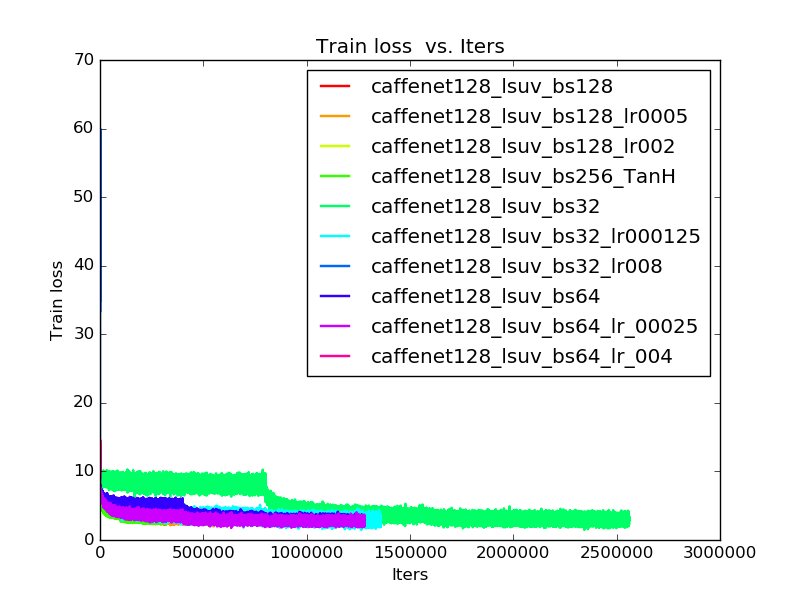 Train loss  vs. Iters
70
60
50
40
30
20
10
0
Train loss
caffenet128_lsuv_bs128
caffenet128_lsuv_bs128_lr0005
caffenet128_lsuv_bs128_lr002
caffenet128_lsuv_bs256_TanH
caffenet128_lsuv_bs32
caffenet128_lsuv_bs32_lr000125
caffenet128_lsuv_bs32_lr008
caffenet128_lsuv_bs64
caffenet128_lsuv_bs64_lr_00025
caffenet128_lsuv_bs64_lr_004
0 500000 1000000 1500000 2000000 2500000 3000000
Iters